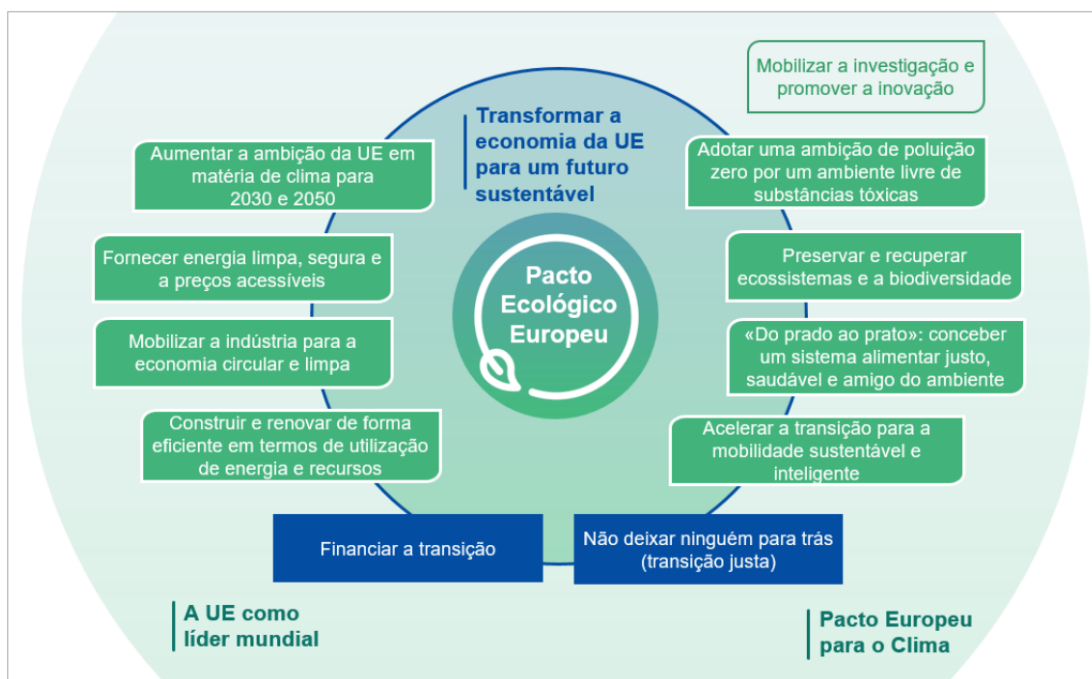 Mobilizar a investigação e
promover a inovação
Transformar a
economia da UE
para um futuro
sustentável
Aumentar a ambição da UE em
matéria de clima para
2030 e 2050
Adotar uma ambição de poluição
zero por um ambiente livre de
substâncias tóxicas
Fornecer energia limpa, segura e
a preços acessíveis
Pacto
Ecológico
Europeu
Preservar e recuperar
ecossistemas e a biodiversidade
Mobilizar a indústria para a
economia circular e limpa
«Do prado ao prato»: conceber
um sistema alimentar justo,
saudável e amigo do ambiente
Construir e renovar de forma
eficiente em termos de utilização
de energia e recursos
Acelerar a transição para a
mobilidade sustentável e
inteligente
Financiar a transição
Não deixar ninguém para trás
(transição justa)
A UE como
líder mundial
Pacto Europeu
para o Clima